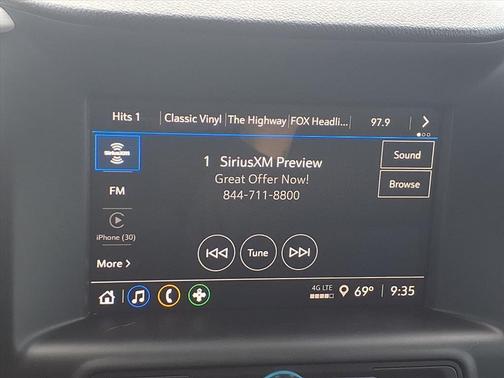 Hits 1 Classic Vinyl The Highway FOX Headli... 97.9
SiriusXM
1 SiriusXM Preview
Sound
Great Offer Now!
FM
844-711-8800
Browse
iPhone (30)
More
Tune
4G LTE
69° 9:35